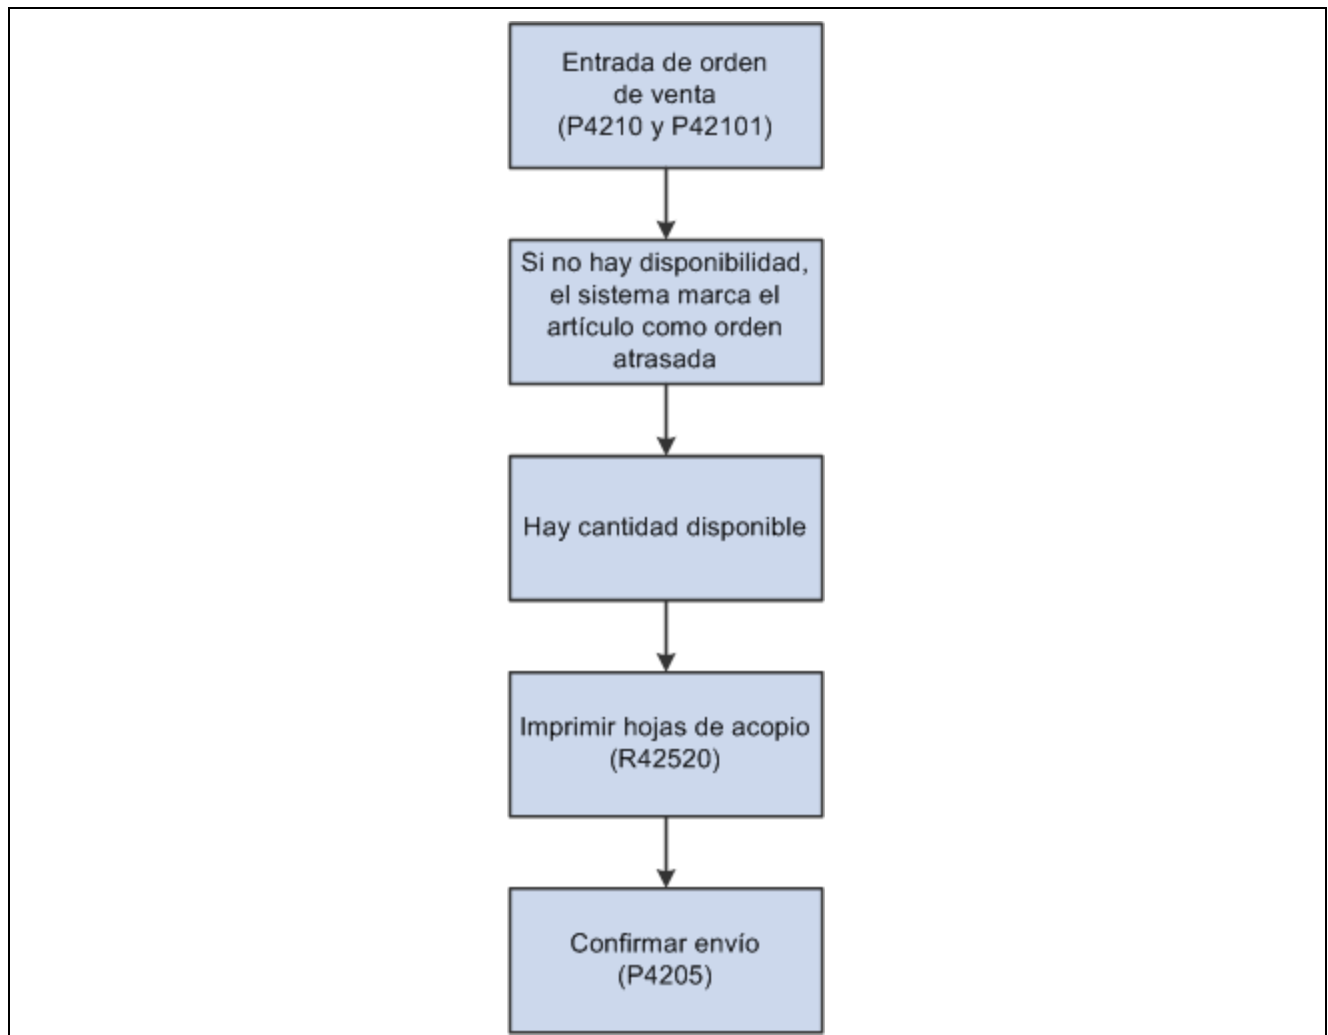 Entrada de orden
de venta
(P4210 y P42101)
Si no hay disponibilidad,
el sistema marca el
artículo como orden
atrasada
Hay cantidad disponible
Imprimir hojas de acopio
(R42520)
Confirmar envío
(P4205)